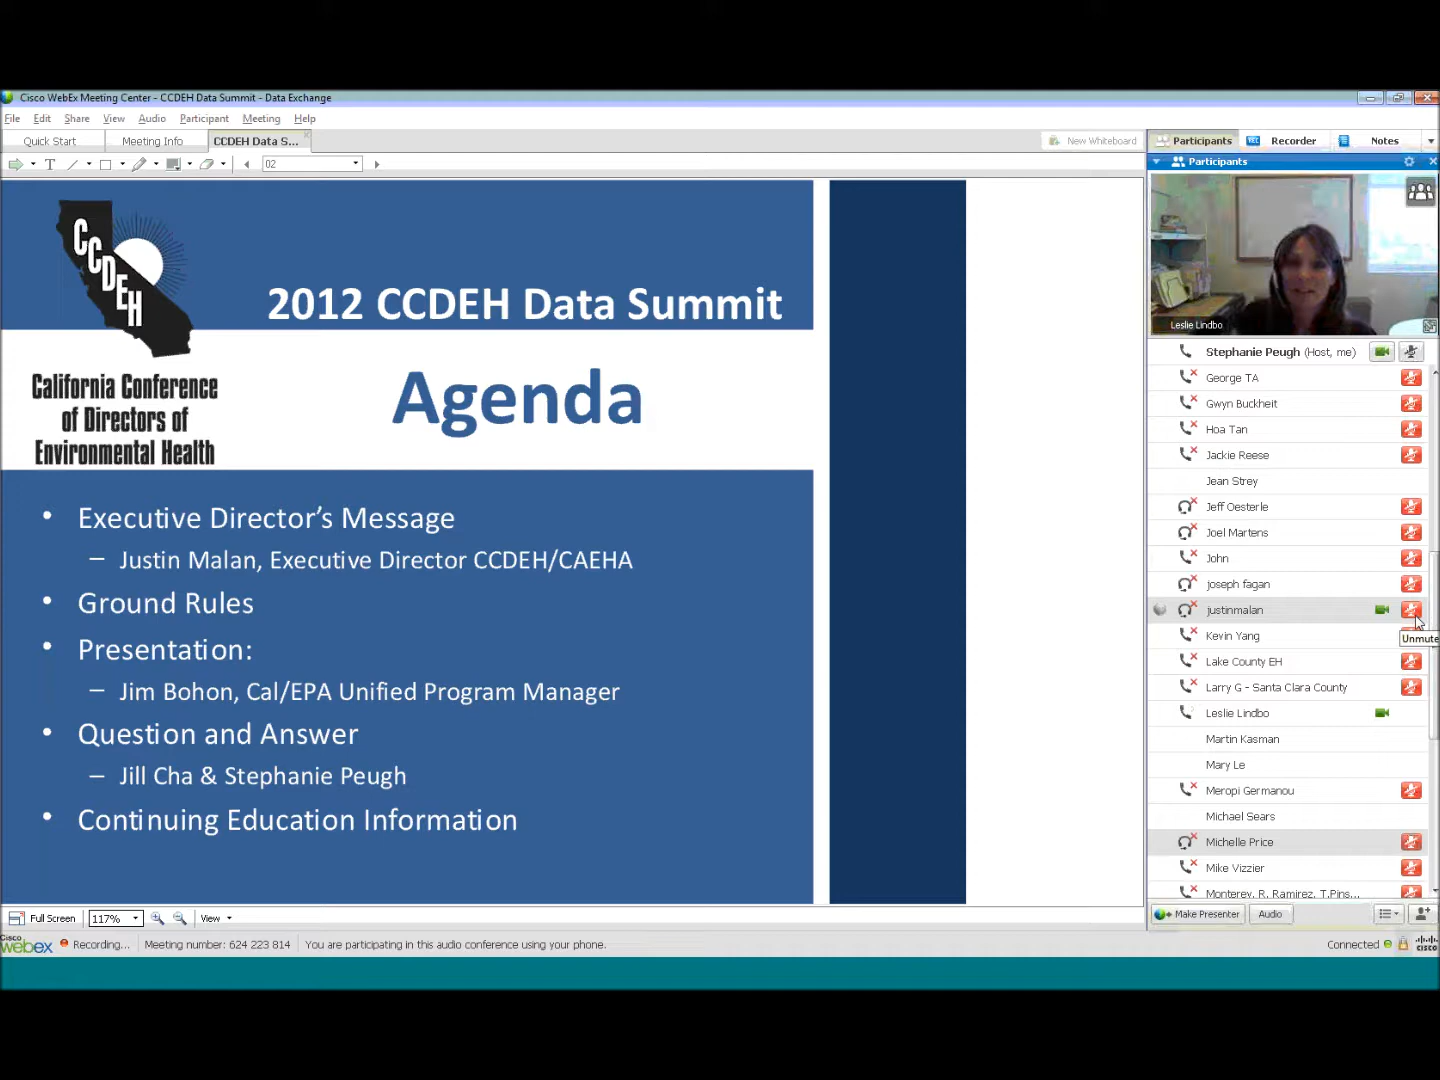 Cisco WebEx Meeting Center - CCDEH Data Summit - Data Exchange
File Edit Share View Audio Participant Meeting Help
Quick Start Meeting Info CCDEH Data S... New Whiteboard
Participants Recorder Notes
T 02
Participants
CCDEH
2012 CCDEH Data Summit
Agenda
California Conference
of Directors of
Environmental Health
• Executive Director's Message
– Justin Malan, Executive Director CCDEH/CAEHA
• Ground Rules
• Presentation:
– Jim Bohon, Cal/EPA Unified Program Manager
• Question and Answer
– Jill Cha & Stephanie Peugh
• Continuing Education Information
Leslie Lindbo
Stephanie Peugh (Host, me)
George TA
Gwyn Buckheit
Hoa Tan
Jackie Reese
Jean Strey
Jeff Oesterle
Joel Martens
John
joseph fagan
justinmalan
Unmute
Kevin Yang
Lake County EH
Larry G - Santa Clara County
Leslie Lindbo
Martin Kasman
Mary Le
Meropi Germanou
Michael Sears
Michelle Price
Mike Vizzier
Monterey, R. Ramirez, T.Pins...
Make Presenter Audio
Full Screen 117% View
Cisco webex Recording... Meeting number: 624 223 814 You are participating in this audio conference using your phone. Connected cisco